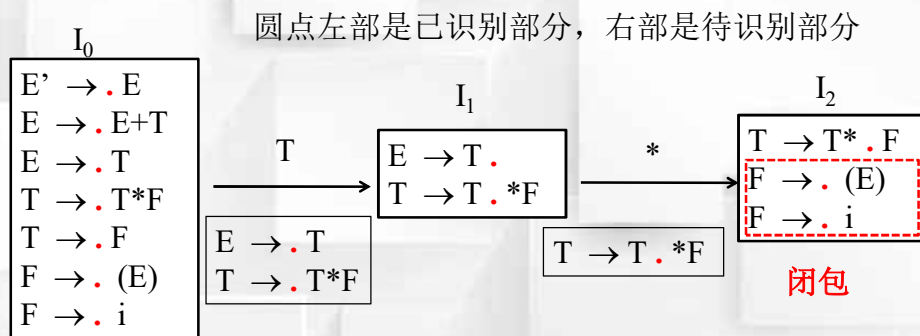 圆点左部是已识别部分，右部是待识别部分
I₀
E’ → . E
E → . E+T
E → . T
T → . T*F
T → . F
F → . (E)
F → . i
T
E → . T
T → . T*F
I₁
E → T .
T → T . *F
*
T → T . *F
I₂
T → T* . F
F → . (E)
F → . i
闭包